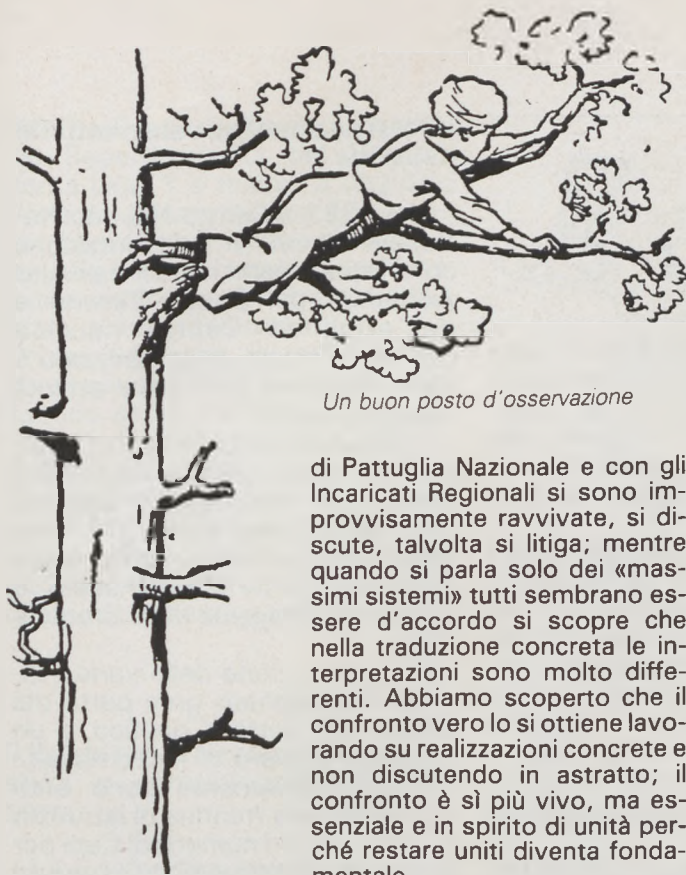 Un buon posto d'osservazione
di Pattuglia Nazionale e con gli
Incaricati Regionali si sono im-
provvisamente ravvivate, si di-
scute, talvolta si litiga; mentre
quando si parla solo dei «mas-
simi sistemi» tutti sembrano es-
sere d'accordo si scopre che
nella traduzione concreta le in-
terpretazioni sono molto diffe-
renti. Abbiamo scoperto che il
confronto vero lo si ottiene lavo-
rando su realizzazioni concrete e
non discutendo in astratto; il
confronto è sì più vivo, ma es-
senziale e in spirito di unità per-
ché restare uniti diventa fonda-
mentale.